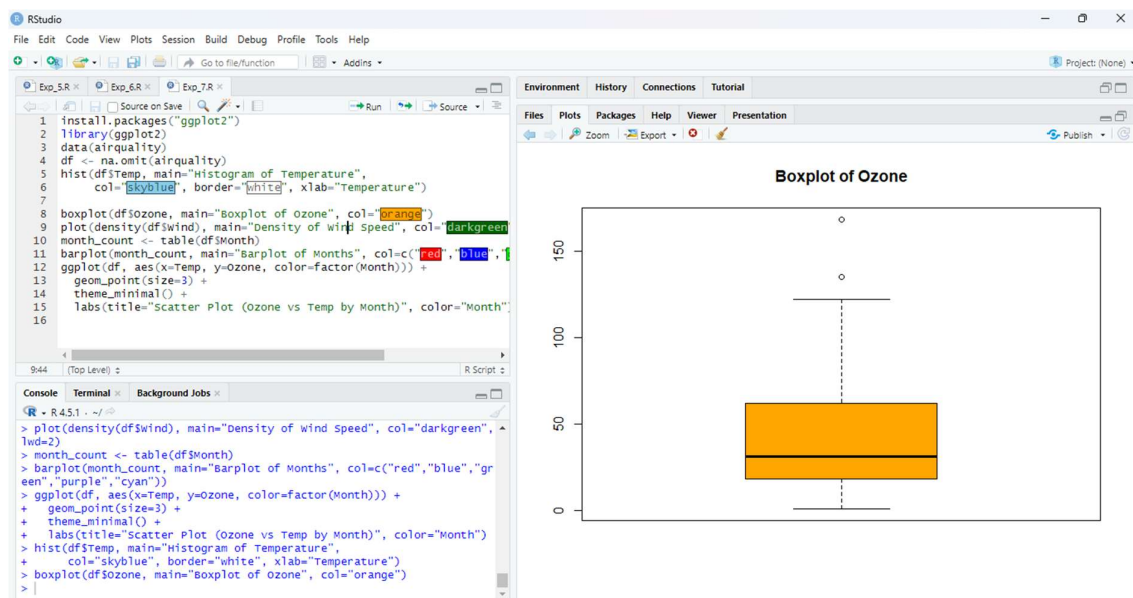 RStudio
File Edit Code View Plots Session Build Debug Profile Tools Help
Go to file/function
Addins
Project: (None)
Exp_5.R
Exp_6.R
Exp_7.R
Source on Save
Run
Source
1 install.packages("ggplot2")
2 library(ggplot2)
3 data(airquality)
4 df <- na.omit(airquality)
5 hist(df$Temp, main="Histogram of Temperature",
6 col="skyblue", border="white", xlab="Temperature")
7
8 boxplot(df$Ozone, main="Boxplot of Ozone", col="orange")
9 plot(density(df$Wind), main="Density of Wind Speed", col="darkgreen
10 month_count <- table(df$Month)
11 barplot(month_count, main="Barplot of Months", col=c("red","blue","
12 ggplot(df, aes(x=Temp, y=Ozone, color=factor(Month))) +
13 geom_point(size=3) +
14 theme_minimal() +
15 labs(title="Scatter Plot (Ozone vs Temp by Month)", color="Month")
16
9:44 (Top Level) R Script
Console Terminal Background Jobs
R R 4.5.1 · ~/
> plot(density(df$Wind), main="Density of Wind Speed", col="darkgreen",
lwd=2)
> month_count <- table(df$Month)
> barplot(month_count, main="Barplot of Months", col=c("red","blue","gr
een","purple","cyan"))
> ggplot(df, aes(x=Temp, y=Ozone, color=factor(Month))) +
+ geom_point(size=3) +
+ theme_minimal() +
+ labs(title="Scatter Plot (Ozone vs Temp by Month)", color="Month")
> hist(df$Temp, main="Histogram of Temperature",
+ col="skyblue", border="white", xlab="Temperature")
> boxplot(df$Ozone, main="Boxplot of Ozone", col="orange")
>
Environment History Connections Tutorial
Files Plots Packages Help Viewer Presentation
Zoom Export Publish
Boxplot of Ozone
150
100
50
0